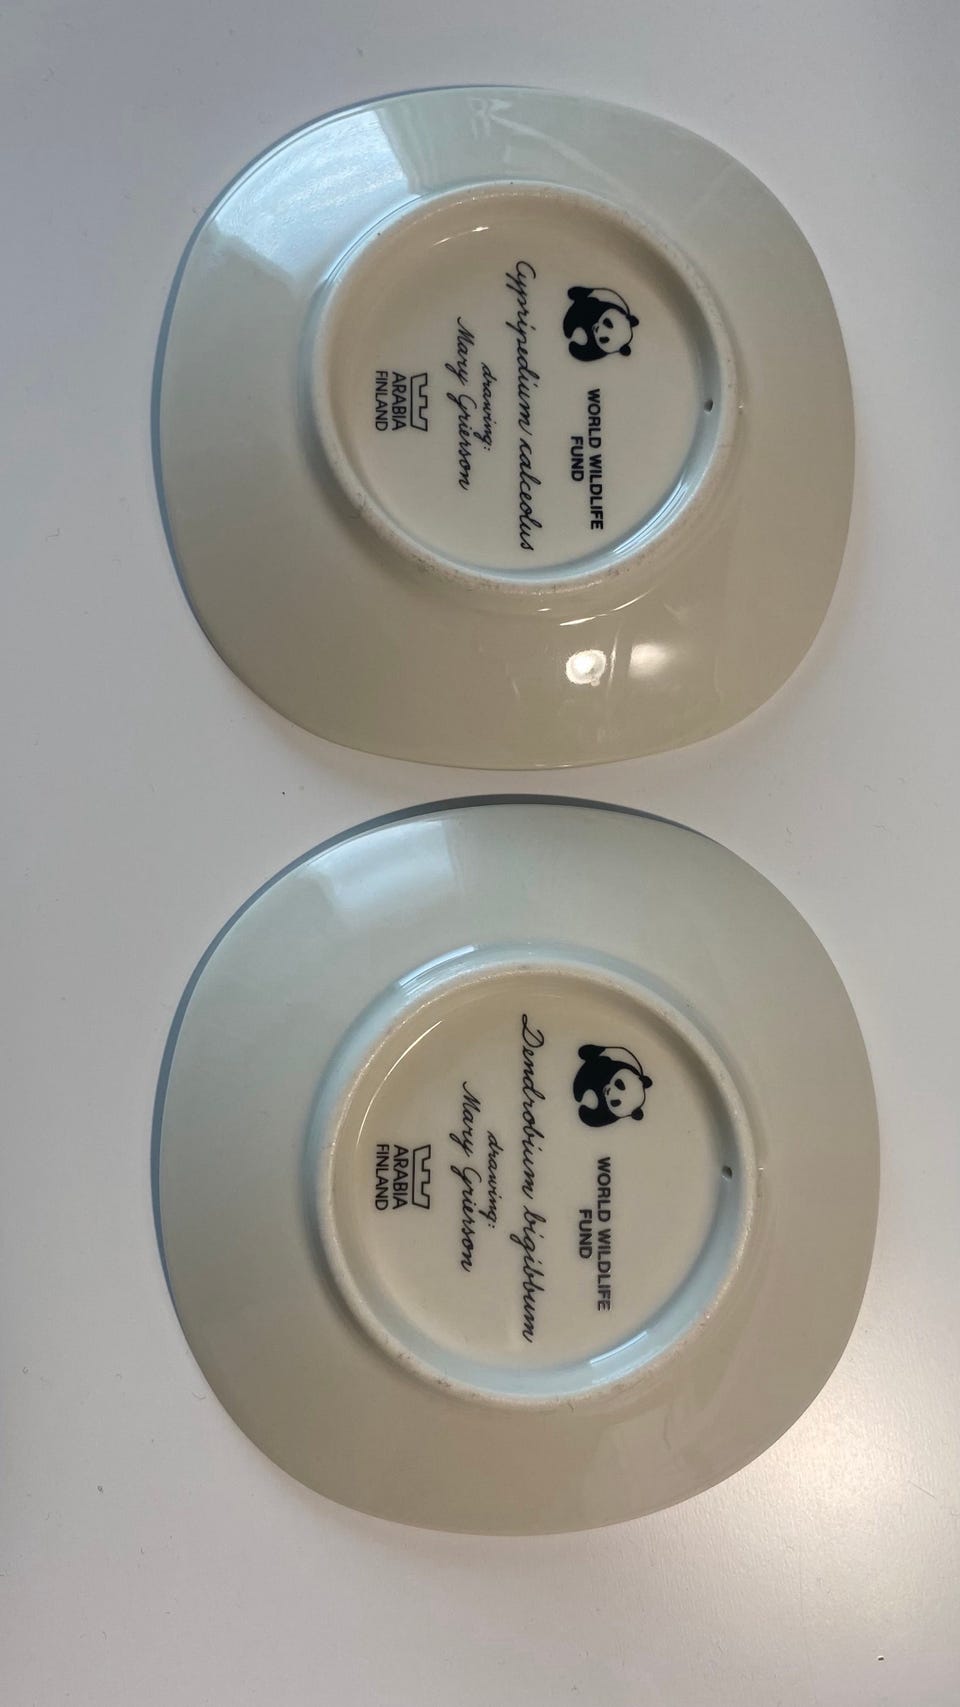 WORLD WILDLIFE
FUND
Cypripedium calceolus
drawing:
Mary Grierson
ARABIA
FINLAND
WORLD WILDLIFE
FUND
Dendrobium bigibbum
drawing:
Mary Grierson
ARABIA
FINLAND